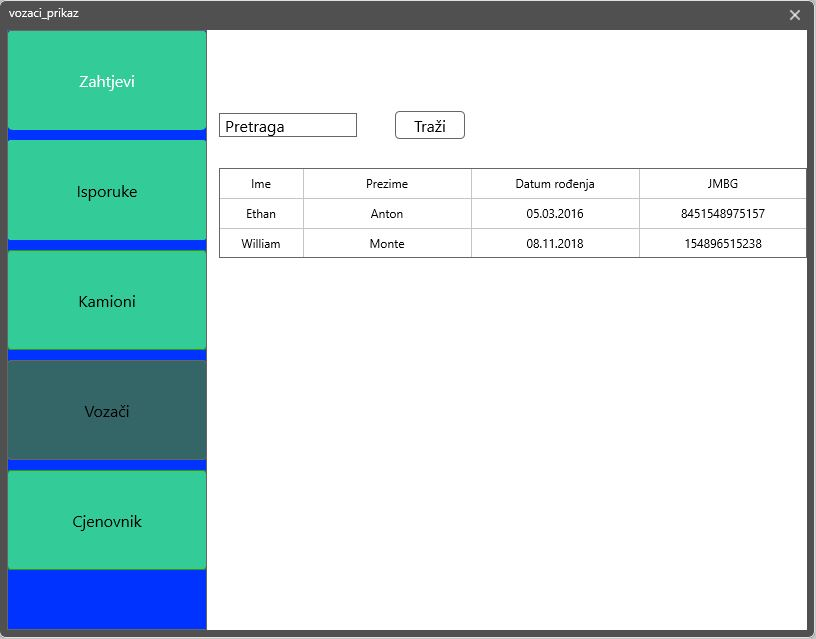 vozaci_prikaz
Zahtjevi
Isporuke
Kamioni
Vozači
Cjenovnik
Pretraga Traži
Ime Prezime Datum rođenja JMBG
Ethan Anton 05.03.2016 8451548975157
William Monte 08.11.2018 154896515238